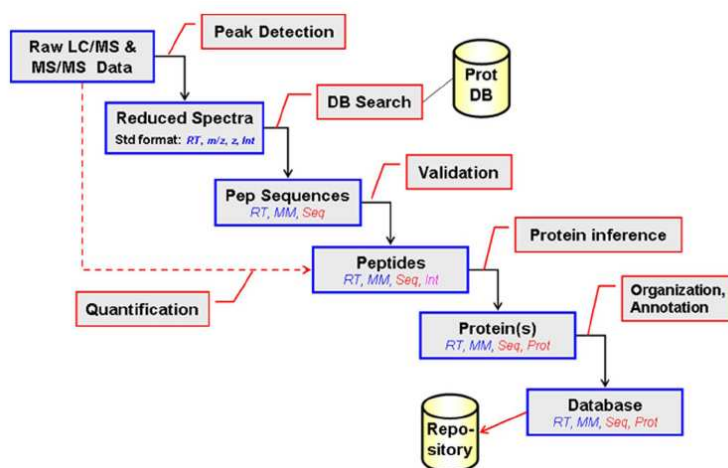 Raw LC/MS &
MS/MS Data
Peak Detection
Reduced Spectra
Std format: RT, m/z, z, Int
DB Search
Prot
DB
Pep Sequences
RT, MM, Seq
Validation
Peptides
RT, MM, Seq, Int
Protein inference
Quantification
Protein(s)
RT, MM, Seq, Prot
Organization,
Annotation
Database
RT, MM, Seq, Prot
Repo-
sitory